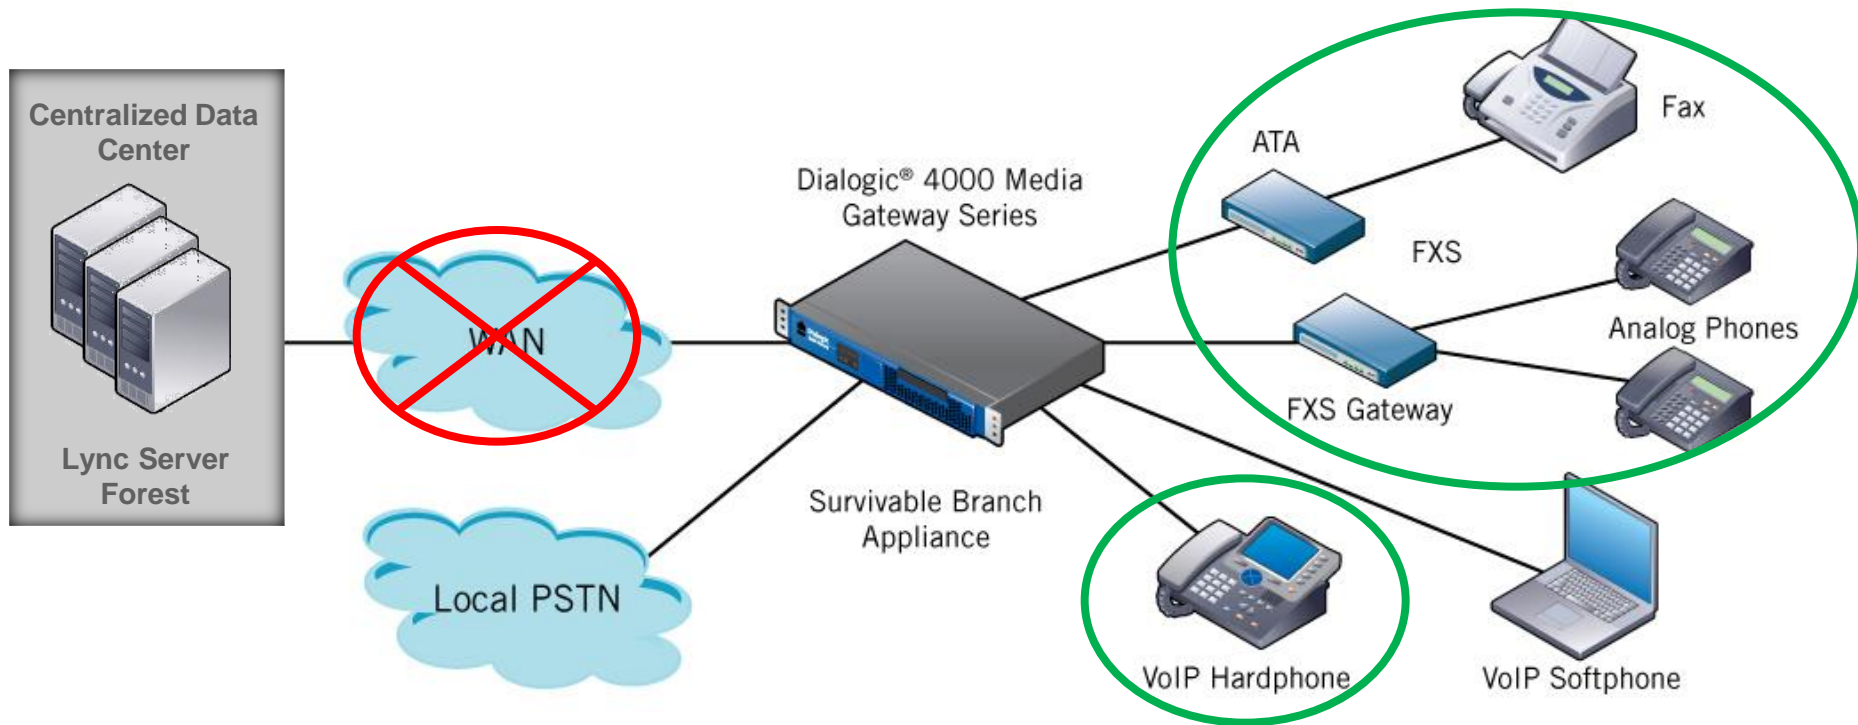 Centralized Data
Center
Lync Server
Forest
WAN
Local PSTN
Dialogic® 4000 Media
Gateway Series
Survivable Branch
Appliance
ATA
Fax
FXS
Analog Phones
FXS Gateway
VoIP Hardphone
VoIP Softphone